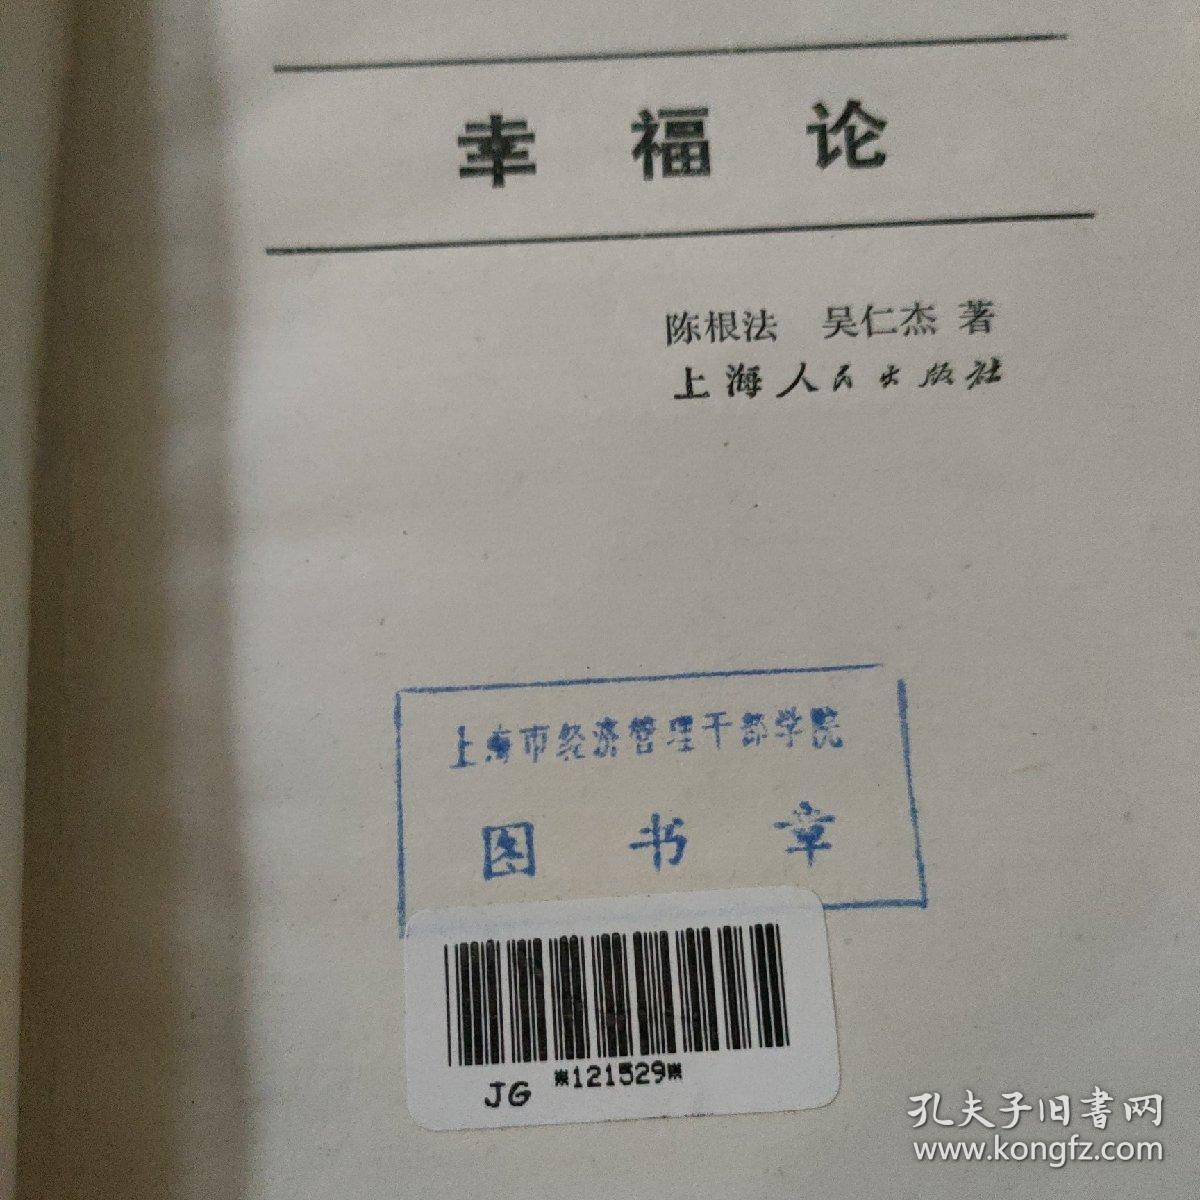 幸福论
陈根法 吴仁杰 著
上海人民出版社
上海市经济管理干部学院
图书章
JG *121529*
孔夫子旧書网
www.kongfz.com